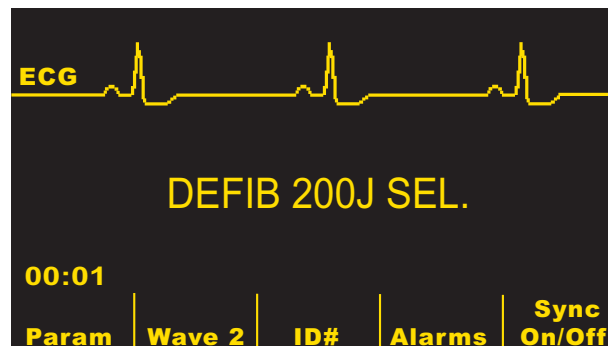 ECG
DEFIB 200J SEL.
00:01
Param
Wave 2
ID#
Alarms
Sync
On/Off